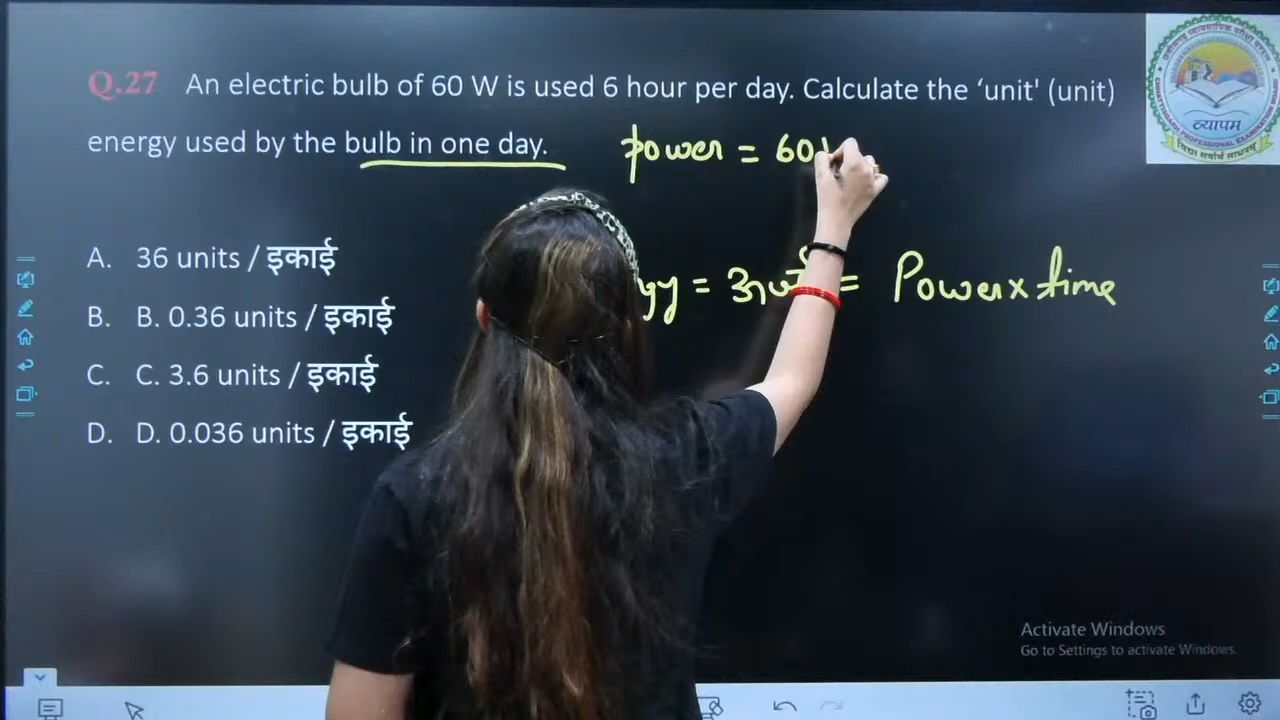 Q.27 An electric bulb of 60 W is used 6 hour per day. Calculate the ‘unit' (unit)
energy used by the bulb in one day.
power = 60
= Power x time
A. 36 units / इकाई
B. B. 0.36 units / इकाई
C. C. 3.6 units / इकाई
D. D. 0.036 units / इकाई
व्यापम
Activate Windows
Go to Settings to activate Windows.